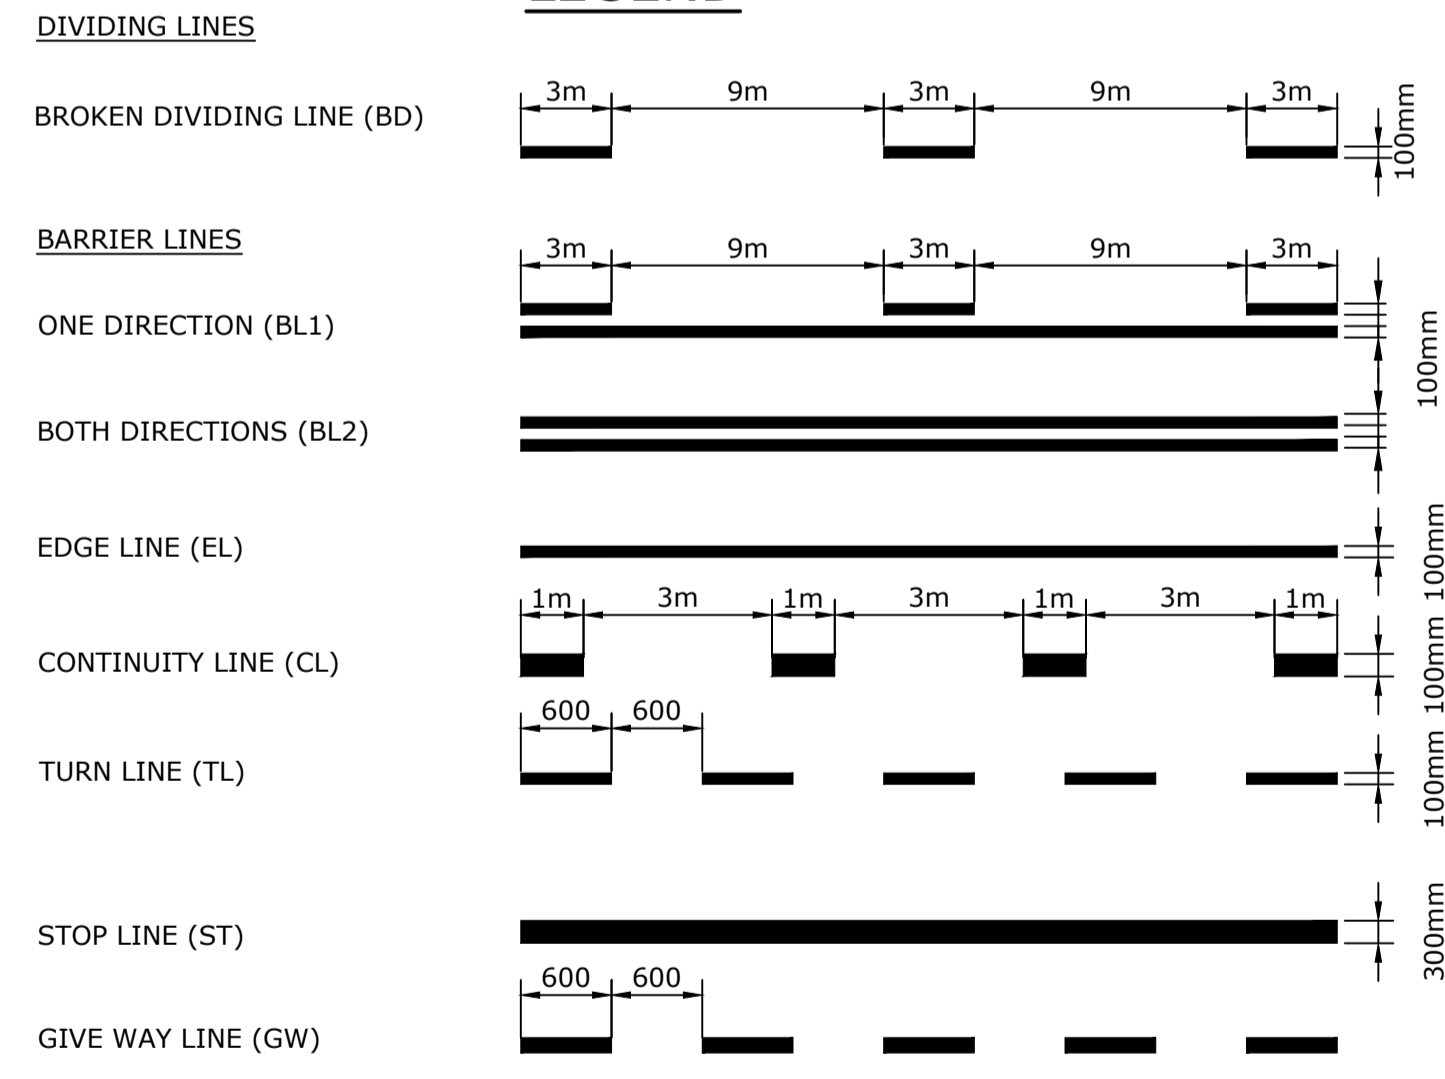 DIVIDING LINES
BROKEN DIVIDING LINE (BD)
3m 9m 3m 9m 3m
100mm
BARRIER LINES
3m 9m 3m 9m 3m
ONE DIRECTION (BL1)
100mm
BOTH DIRECTIONS (BL2)
EDGE LINE (EL)
100mm
1m 3m 1m 3m 1m 3m 1m
CONTINUITY LINE (CL)
100mm
600 600
TURN LINE (TL)
100mm
STOP LINE (ST)
300mm
600 600
GIVE WAY LINE (GW)